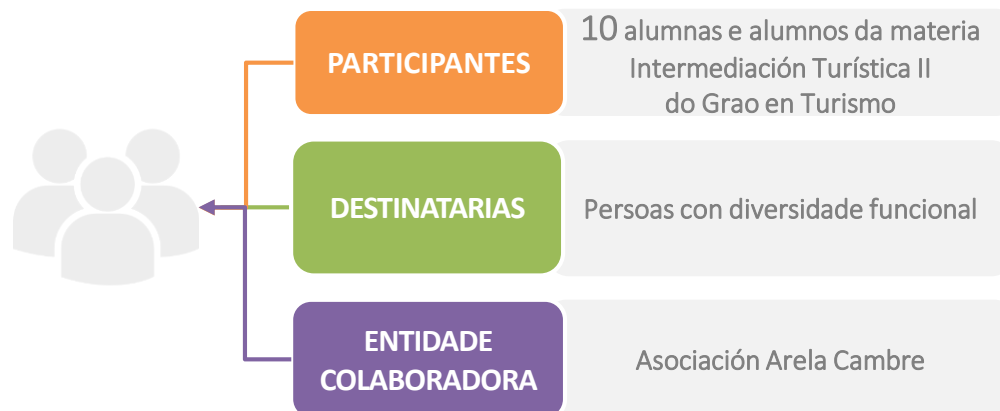 PARTICIPANTES
10 alumnas e alumnos da materia
Intermediación Turística II
do Grao en Turismo
DESTINATARIAS
Persoas con diversidade funcional
ENTIDADE
COLABORADORA
Asociación Arela Cambre